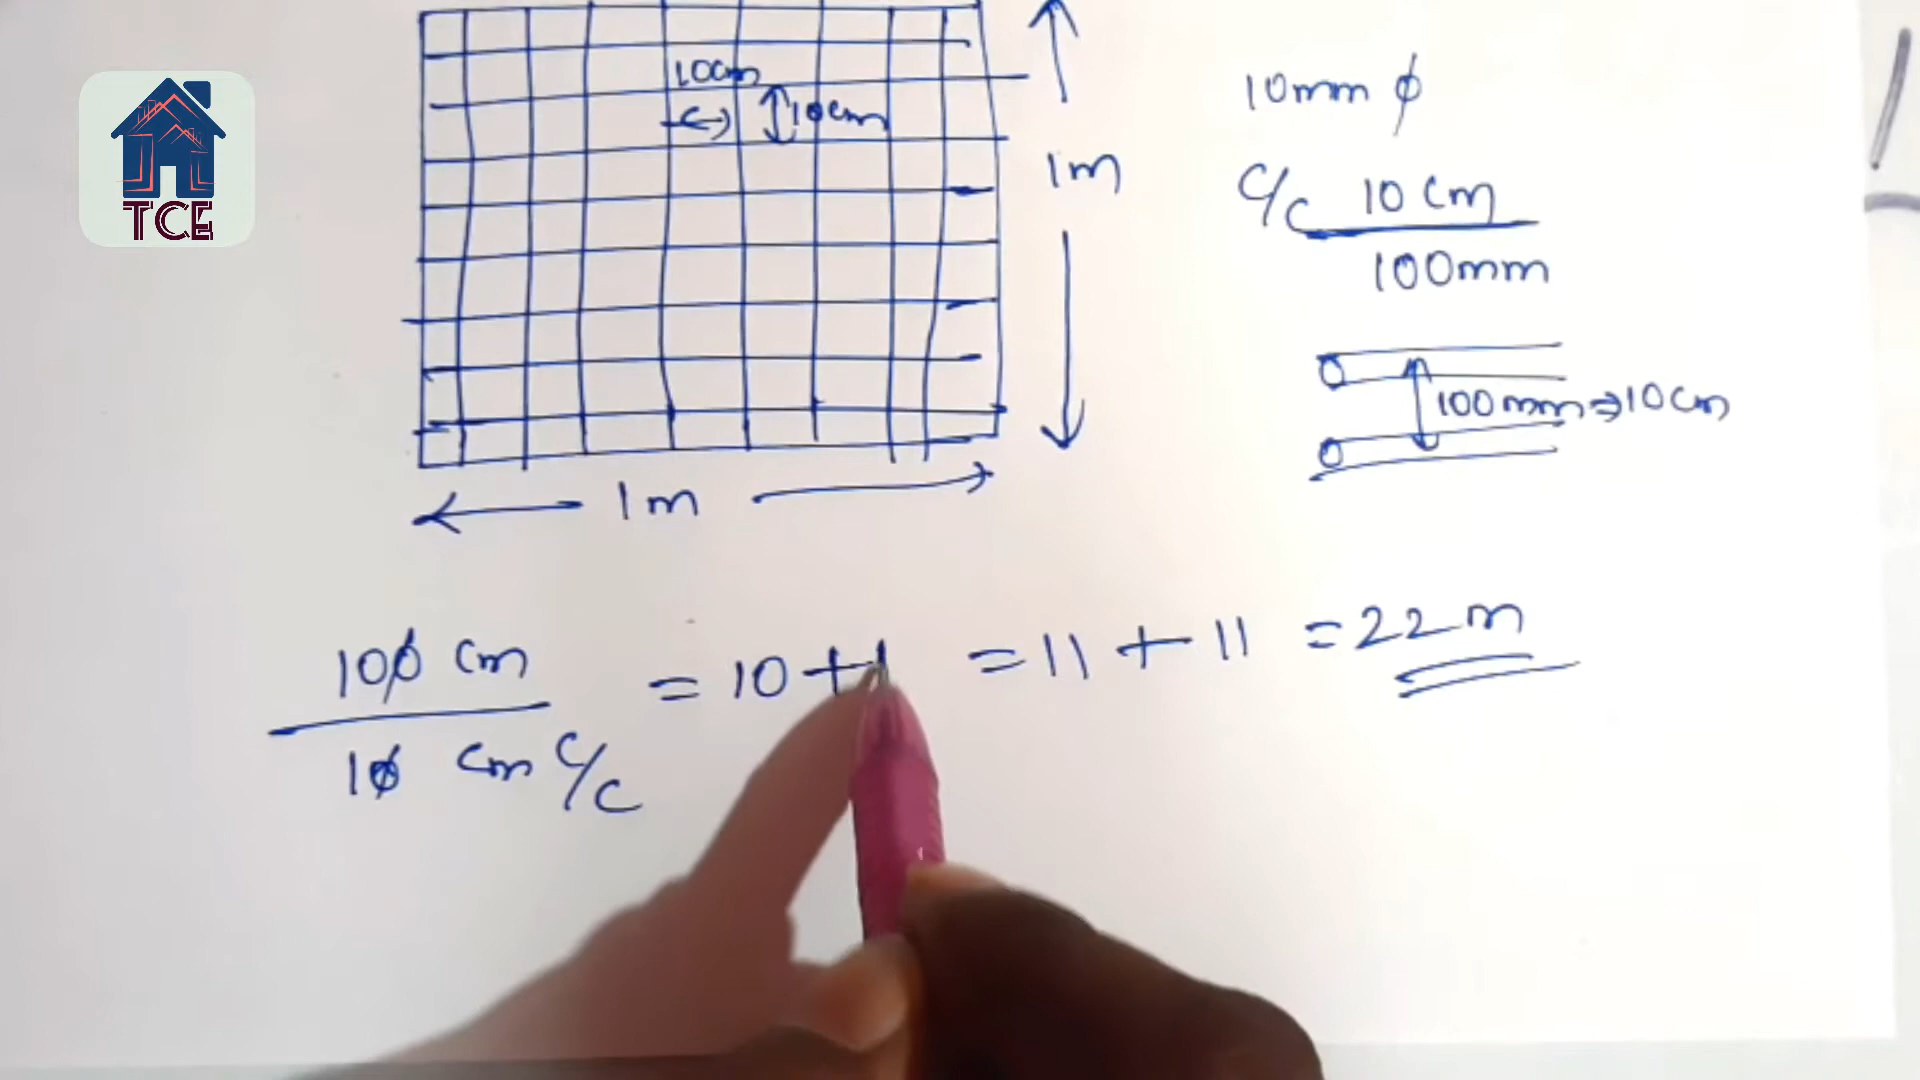 10cm
10cm
1m
1m
10mm ϕ
C/C 10 cm
100mm
100mm⇒10cm
TCE
100 cm
10 cm C/C
= 10 + 1 = 11 + 11 = 22 m